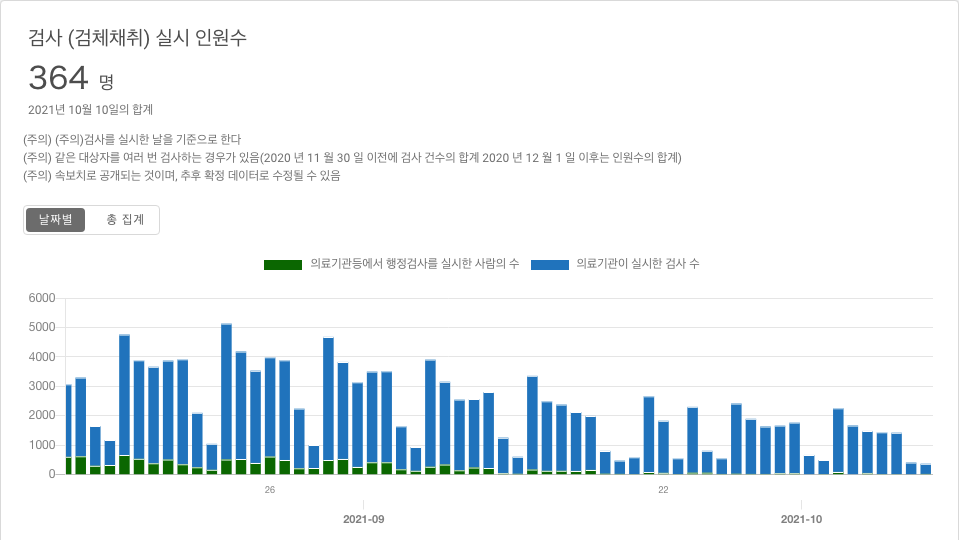 검사 (검체채취) 실시 인원수
364 명
2021년 10월 10일의 합계
(주의) (주의)검사를 실시한 날을 기준으로 한다
(주의) 같은 대상자를 여러 번 검사하는 경우가 있음(2020 년 11 월 30 일 이전에 검사 건수의 합계 2020 년 12 월 1 일 이후는 인원수의 합계)
(주의) 속보치로 공개되는 것이며, 추후 확정 데이터로 수정될 수 있음
날짜별 총 집계
의료기관등에서 행정검사를 실시한 사람의 수 의료기관이 실시한 검사 수
6000
5000
4000
3000
2000
1000
0
26 22
2021-09 2021-10